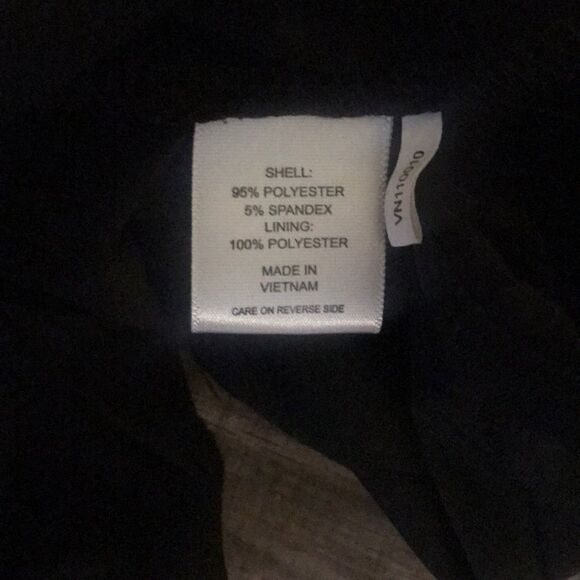 SHELL:
95% POLYESTER
5% SPANDEX
LINING:
100% POLYESTER
MADE IN
VIETNAM
CARE ON REVERSE SIDE
VN110010